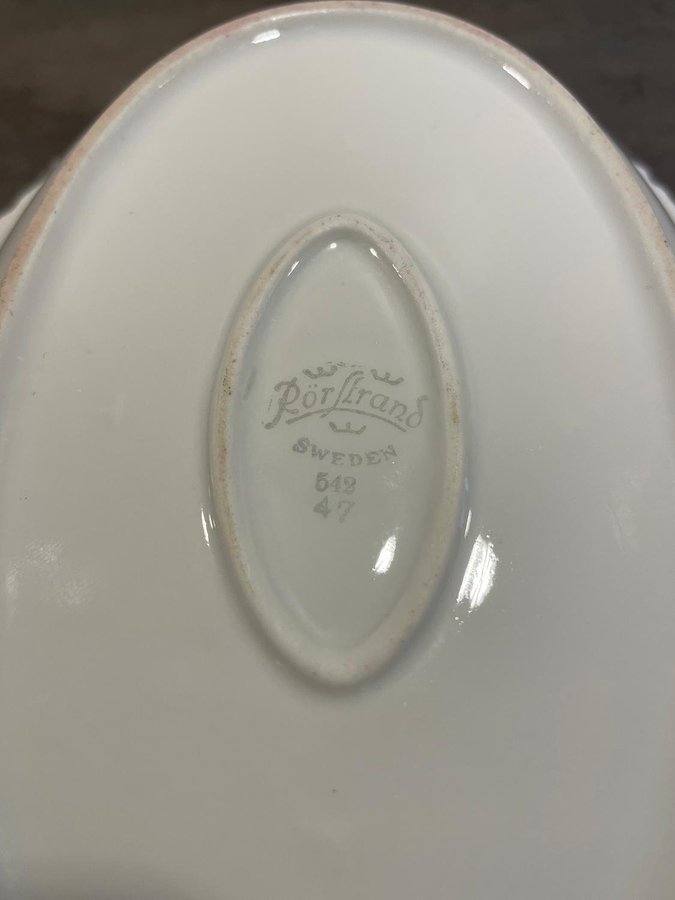 Rörstrand
SWEDEN
542
47